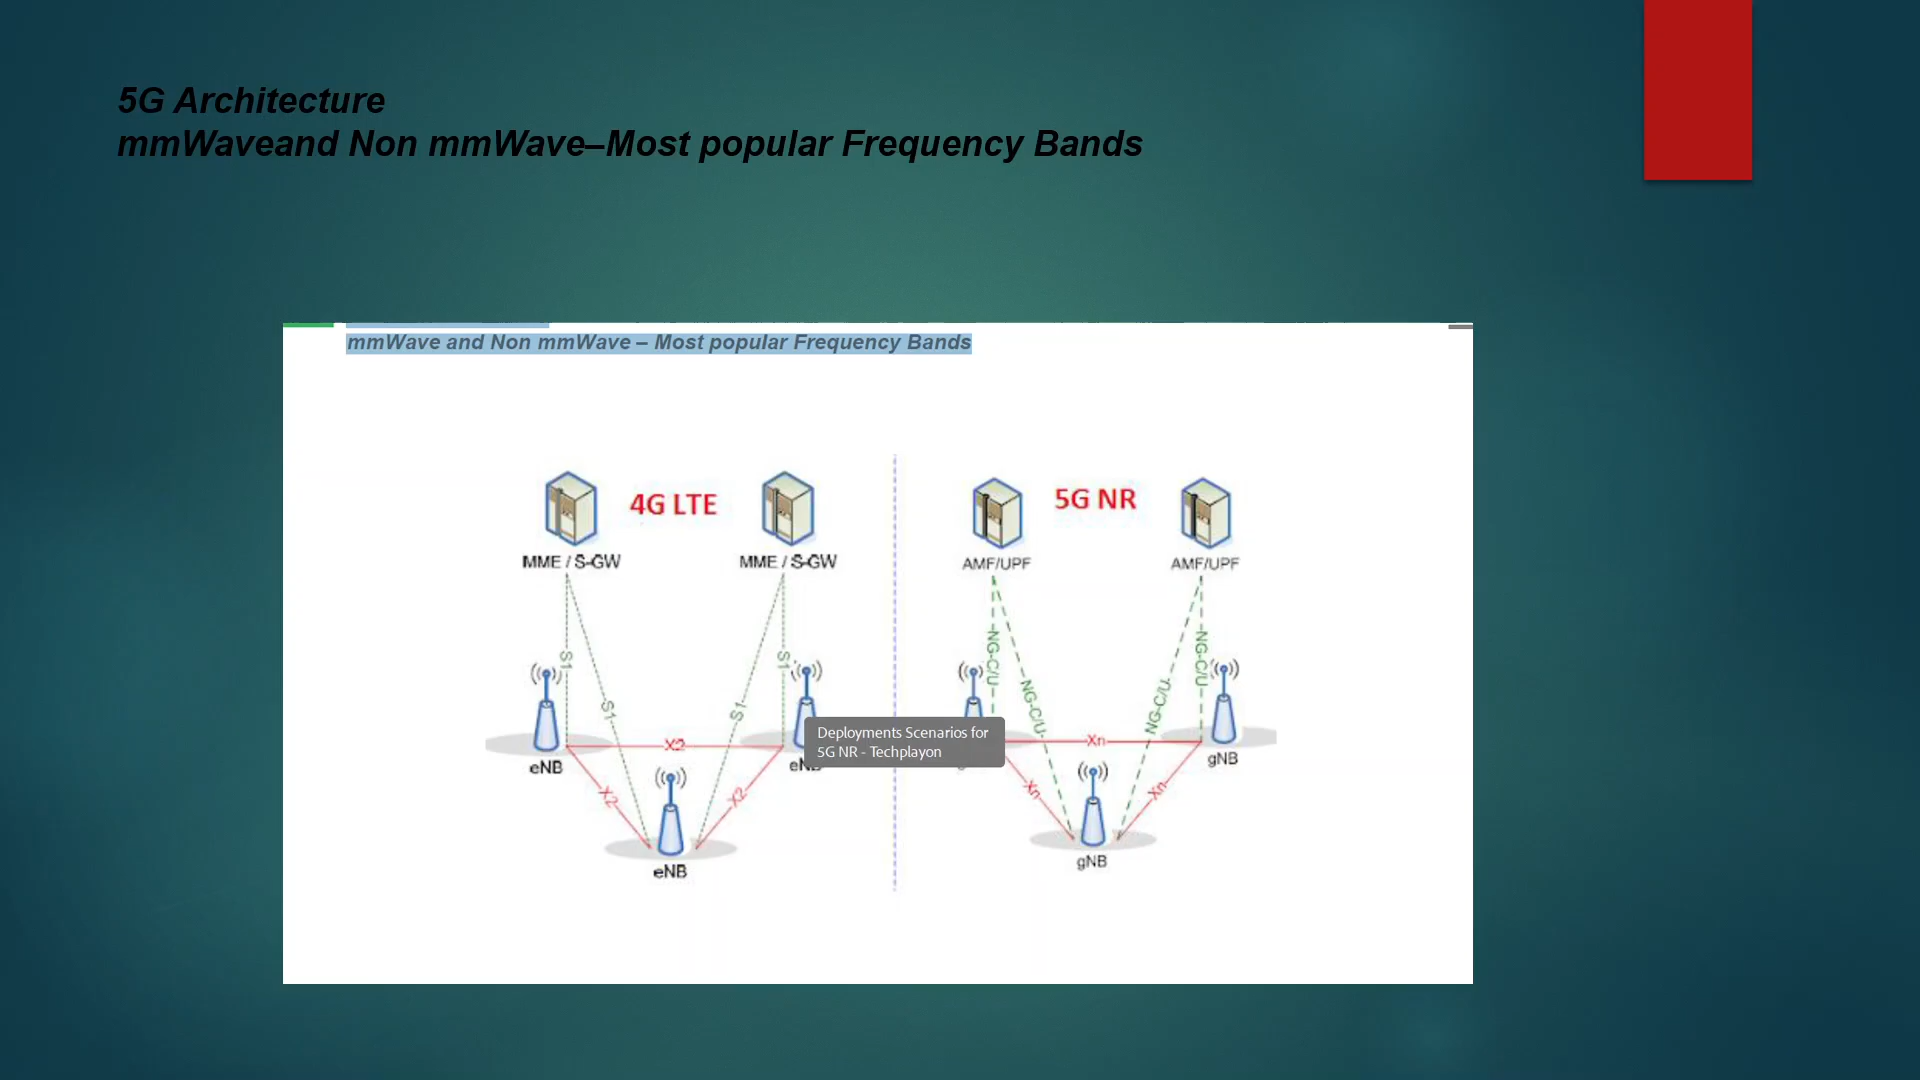 5G Architecture
mmWaveand Non mmWave–Most popular Frequency Bands
mmWave and Non mmWave – Most popular Frequency Bands
4G LTE
5G NR
MME / S-GW
MME / S-GW
AMF/UPF
AMF/UPF
S1
S1
NG-C/U
NG-C/U
S1
S1
NG-C/U
NG-C/U
Deployments Scenarios for
5G NR - Techplayon
X2
Xn
eNB
gNB
X2
X2
Xn
Xn
eNB
gNB